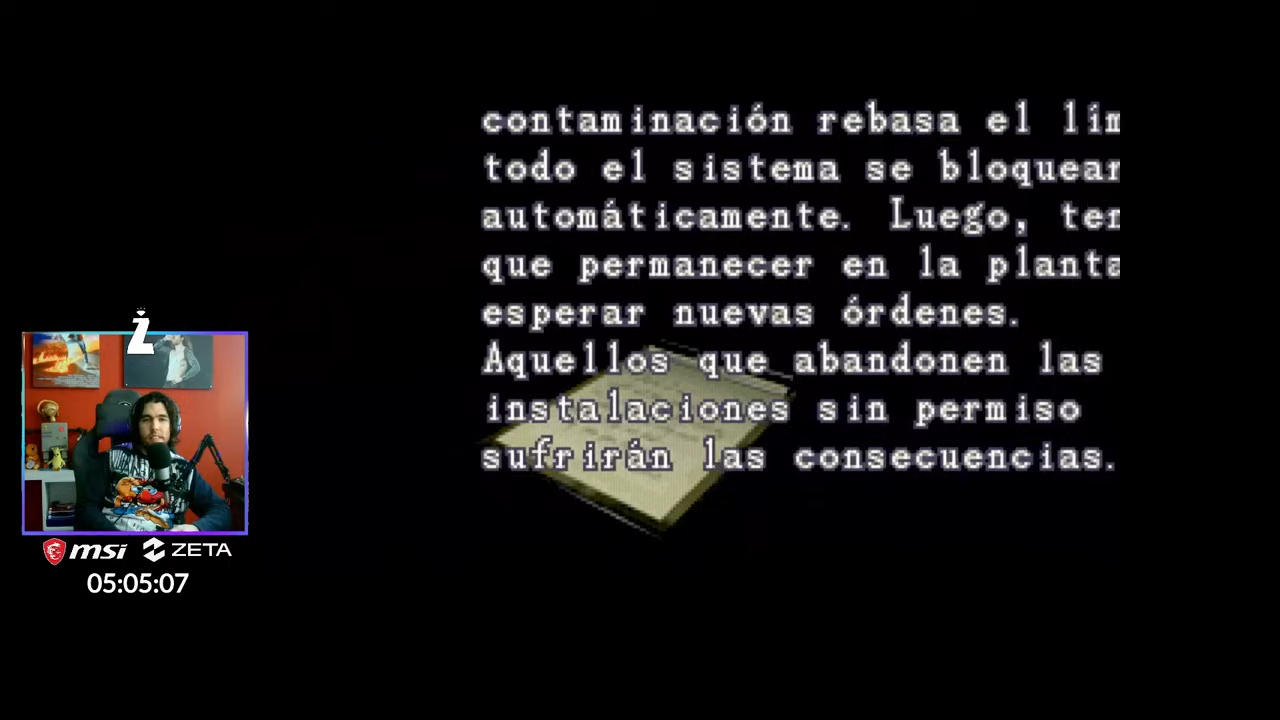 contaminación rebasa el lím
todo el sistema se bloquear
automáticamente. Luego, ten
que permanecer en la planta
esperar nuevas órdenes.
Aquellos que abandonen las
instalaciones sin permiso
sufrirán las consecuencias.
Z
msi ZETA
05:05:07